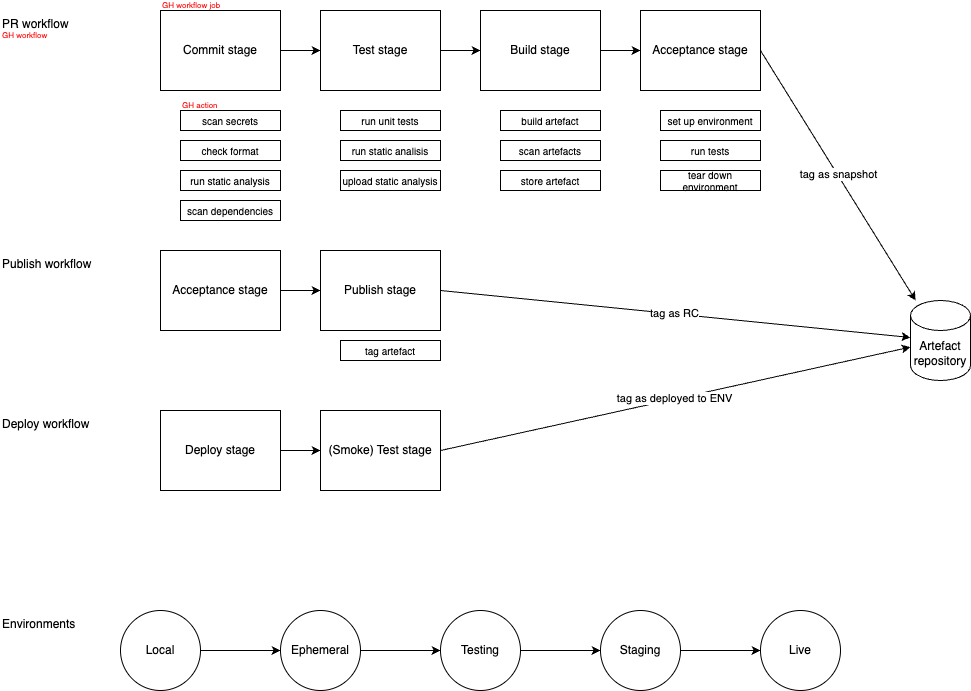 GH workflow job
PR workflow
GH workflow
Commit stage
Test stage
Build stage
Acceptance stage
GH action
scan secrets
run unit tests
build artefact
set up environment
check format
run static analisis
scan artefacts
run tests
run static analysis
upload static analysis
store artefact
tear down
environment
tag as snapshot
scan dependencies
Publish workflow
Acceptance stage
Publish stage
tag as RC
tag artefact
Artefact
repository
tag as deployed to ENV
Deploy workflow
Deploy stage
(Smoke) Test stage
Environments
Local
Ephemeral
Testing
Staging
Live